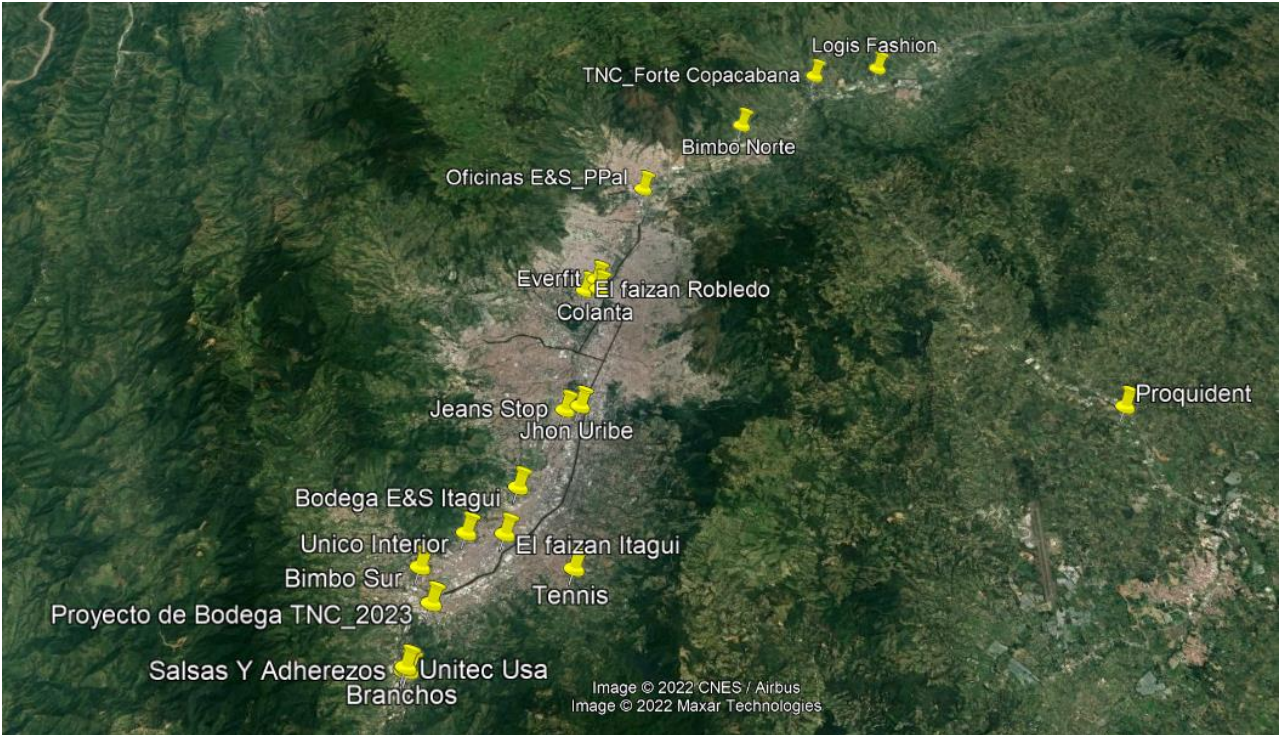 Logis Fashion
TNC_Forte Copacabana
Bimbo Norte
Oficinas E&S_PPal
Everfit
El faizan Robledo
Colanta
Proquident
Jeans Stop
Jhon Uribe
Bodega E&S Itagui
Unico Interior
El faizan Itagui
Bimbo Sur
Tennis
Proyecto de Bodega TNC_2023
Salsas Y Adherezos
Unitec Usa
Branchos
Image © 2022 CNES / Airbus
Image © 2022 Maxar Technologies